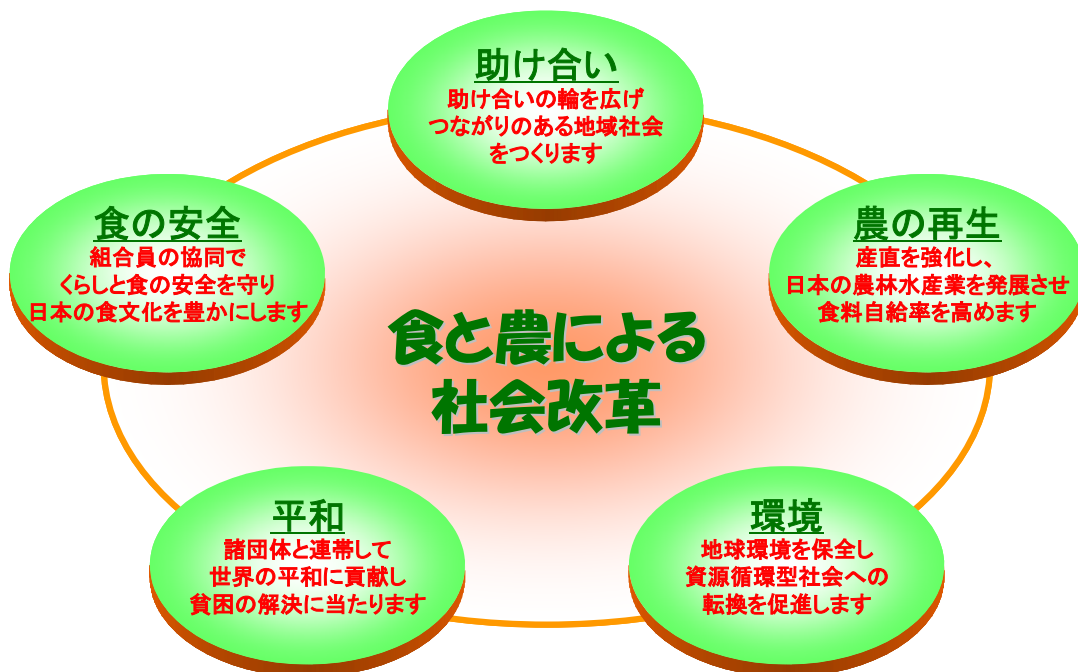 助け合い
助け合いの輪を広げ
つながりのある地域社会
をつくります
食の安全
組合員の協同で
くらしと食の安全を守り
日本の食文化を豊かにします
農の再生
産直を強化し、
日本の農林水産業を発展させ
食料自給率を高めます
食と農による
社会改革
平和
諸団体と連帯して
世界の平和に貢献し
貧困の解決に当たります
環境
地球環境を保全し
資源循環型社会への
転換を促進します